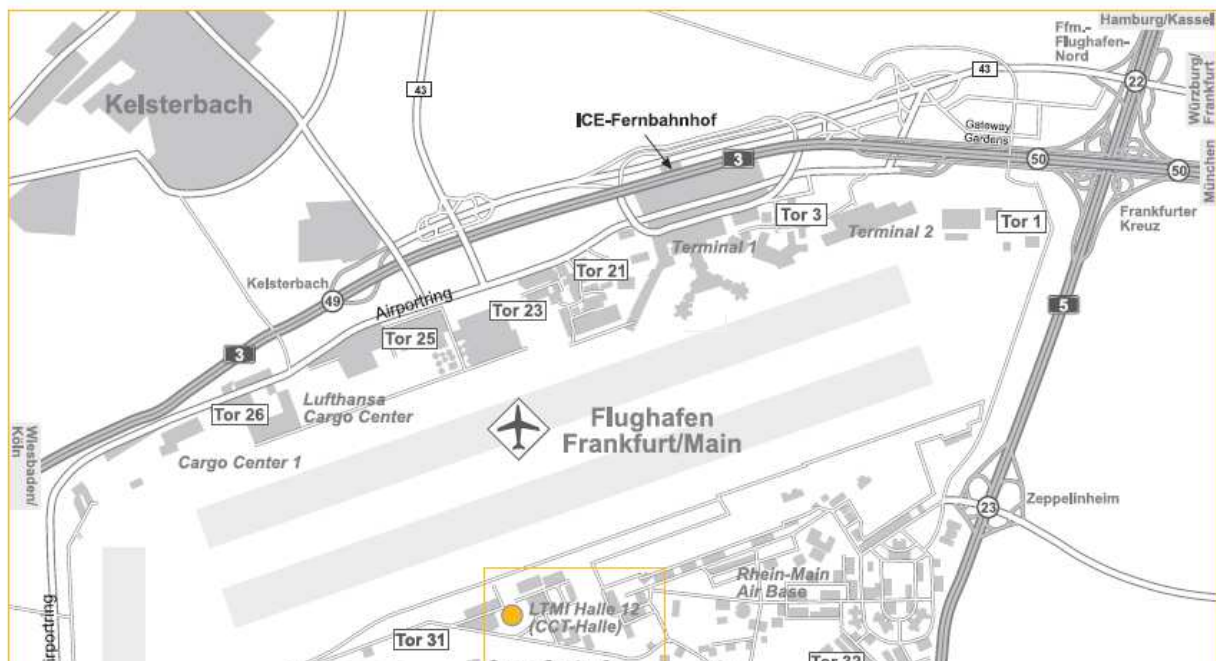 Hamburg/Kassel
Ffm.-
Flughafen-
Nord
43
22
Würzburg/
Frankfurt
Kelsterbach
43
ICE-Fernbahnhof
Gateway
Gardens
3
50
50
München
Tor 3
Terminal 1
Terminal 2
Tor 1
Frankfurter
Kreuz
Kelsterbach
49
Airportring
Tor 21
Tor 23
5
Tor 25
3
Lufthansa
Cargo Center
Tor 26
Wiesbaden/
Köln
Cargo Center 1
Flughafen
Frankfurt/Main
Zeppelinheim
23
Rhein-Main
Air Base
LTMI Halle 12
(CCT-Halle)
Tor 31